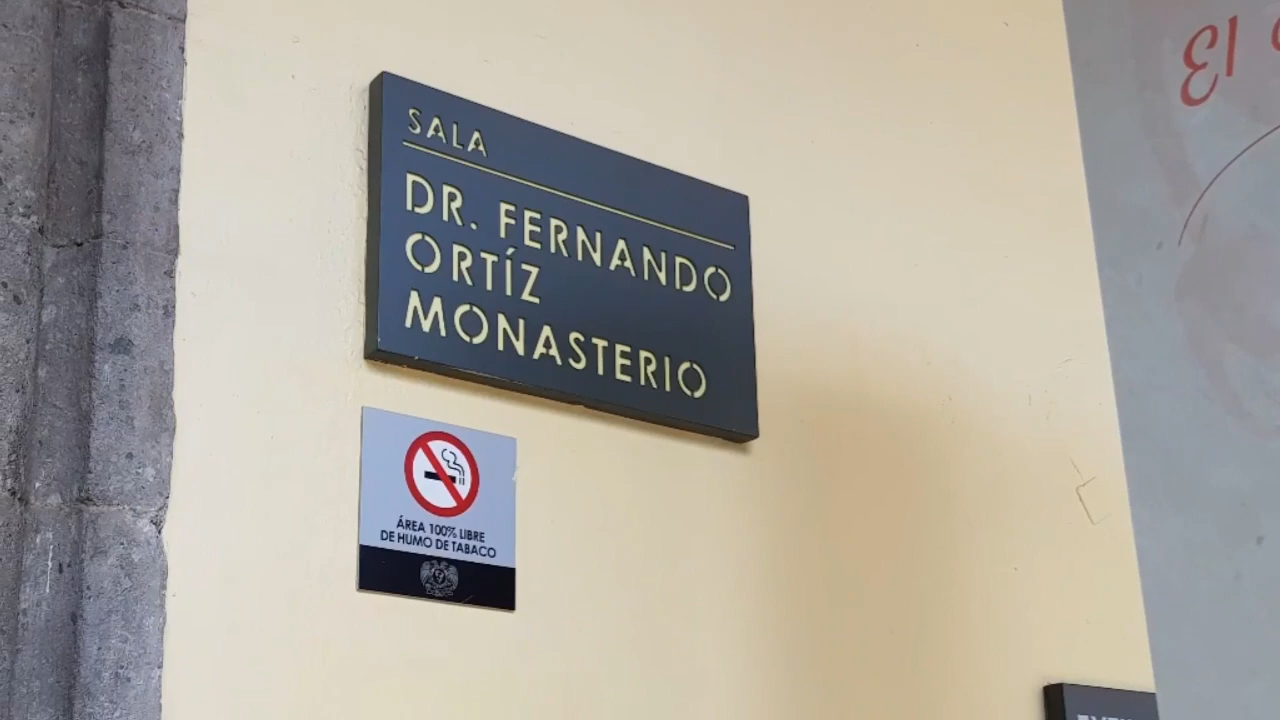 SALA
DR. FERNANDO
ORTÍZ
MONASTERIO
ÁREA 100% LIBRE
DE HUMO DE TABACO
El